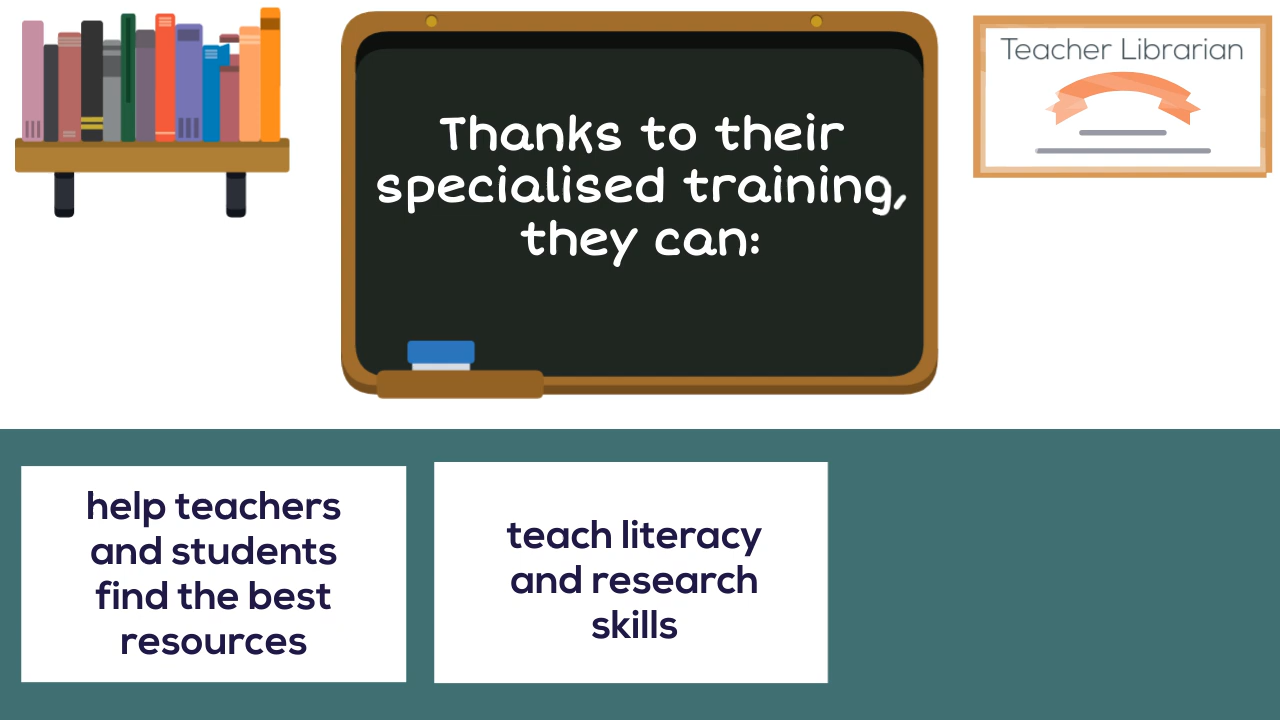 Teacher Librarian
Thanks to their
specialised training,
they can:
help teachers
and students
find the best
resources
teach literacy
and research
skills